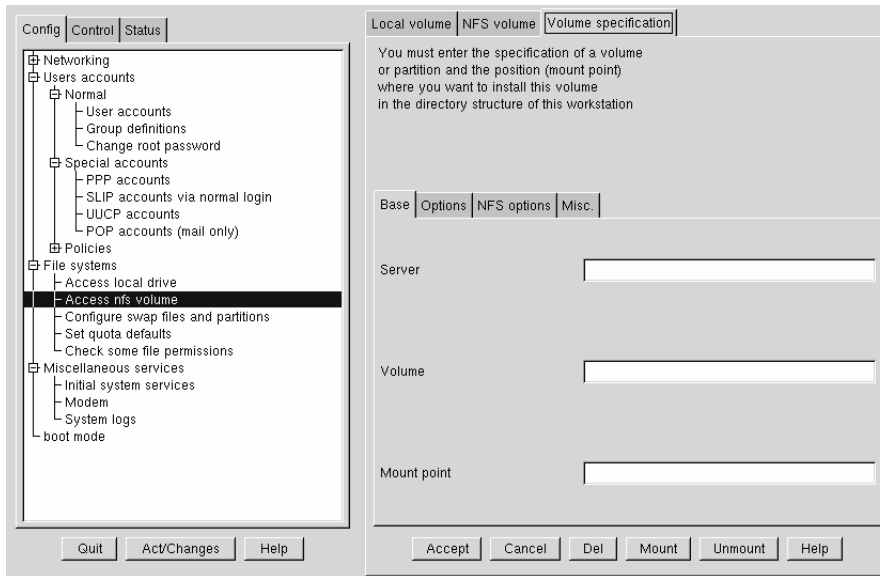 Config Control Status
Networking
Users accounts
Normal
User accounts
Group definitions
Change root password
Special accounts
PPP accounts
SLIP accounts via normal login
UUCP accounts
POP accounts (mail only)
Policies
File systems
Access local drive
Access nfs volume
Configure swap files and partitions
Set quota defaults
Check some file permissions
Miscellaneous services
Initial system services
Modem
System logs
boot mode
Quit Act/Changes Help
Local volume NFS volume Volume specification
You must enter the specification of a volume
or partition and the position (mount point)
where you want to install this volume
in the directory structure of this workstation
Base Options NFS options Misc.
Server
Volume
Mount point
Accept Cancel Del Mount Unmount Help